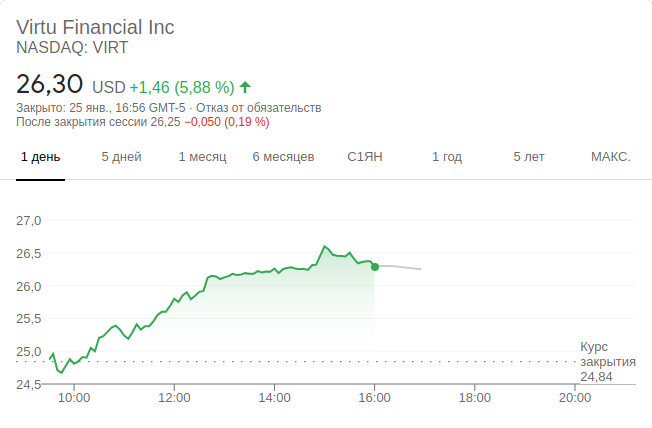 Virtu Financial Inc
NASDAQ: VIRT
26,30 USD +1,46 (5,88 %)
Закрыто: 25 янв., 16:56 GMT-5 · Отказ от обязательств
После закрытия сессии 26,25 −0,050 (0,19 %)
1 день 5 дней 1 месяц 6 месяцев С1ЯН 1 год 5 лет МАКС.
27,0
26,5
26,0
25,5
25,0
24,5
Курс
закрытия
24,84
10:00 12:00 14:00 16:00 18:00 20:00